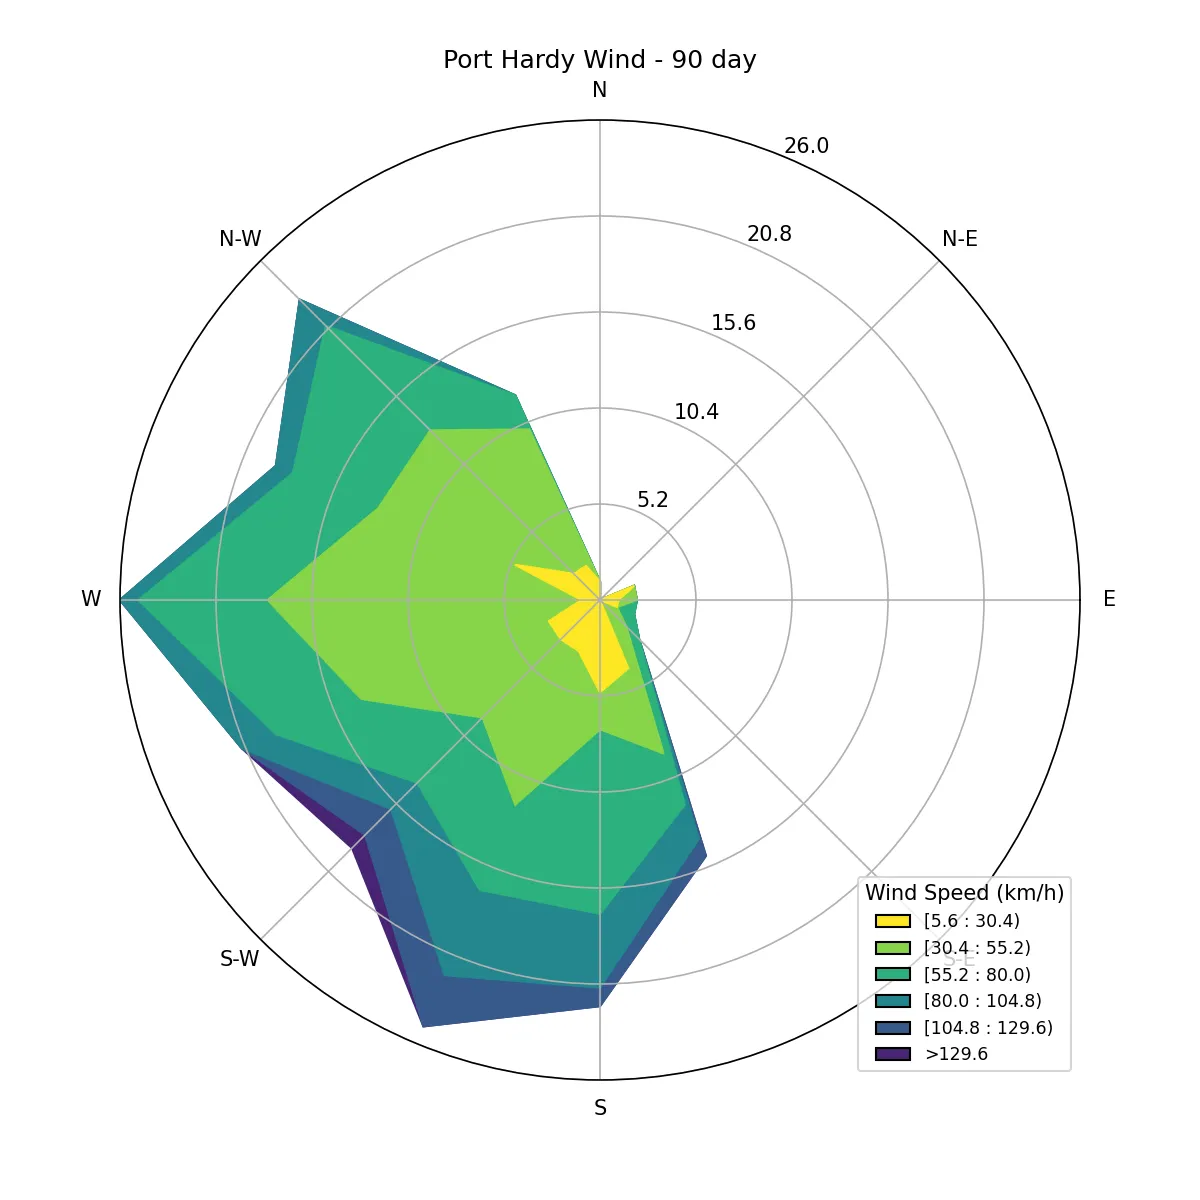 Port Hardy Wind - 90 day
N
26.0
20.8
N-W
N-E
15.6
10.4
5.2
W
E
Wind Speed (km/h)
[5.6 : 30.4)
[30.4 : 55.2)
S-W
S-E
[55.2 : 80.0)
[80.0 : 104.8)
[104.8 : 129.6)
>129.6
S